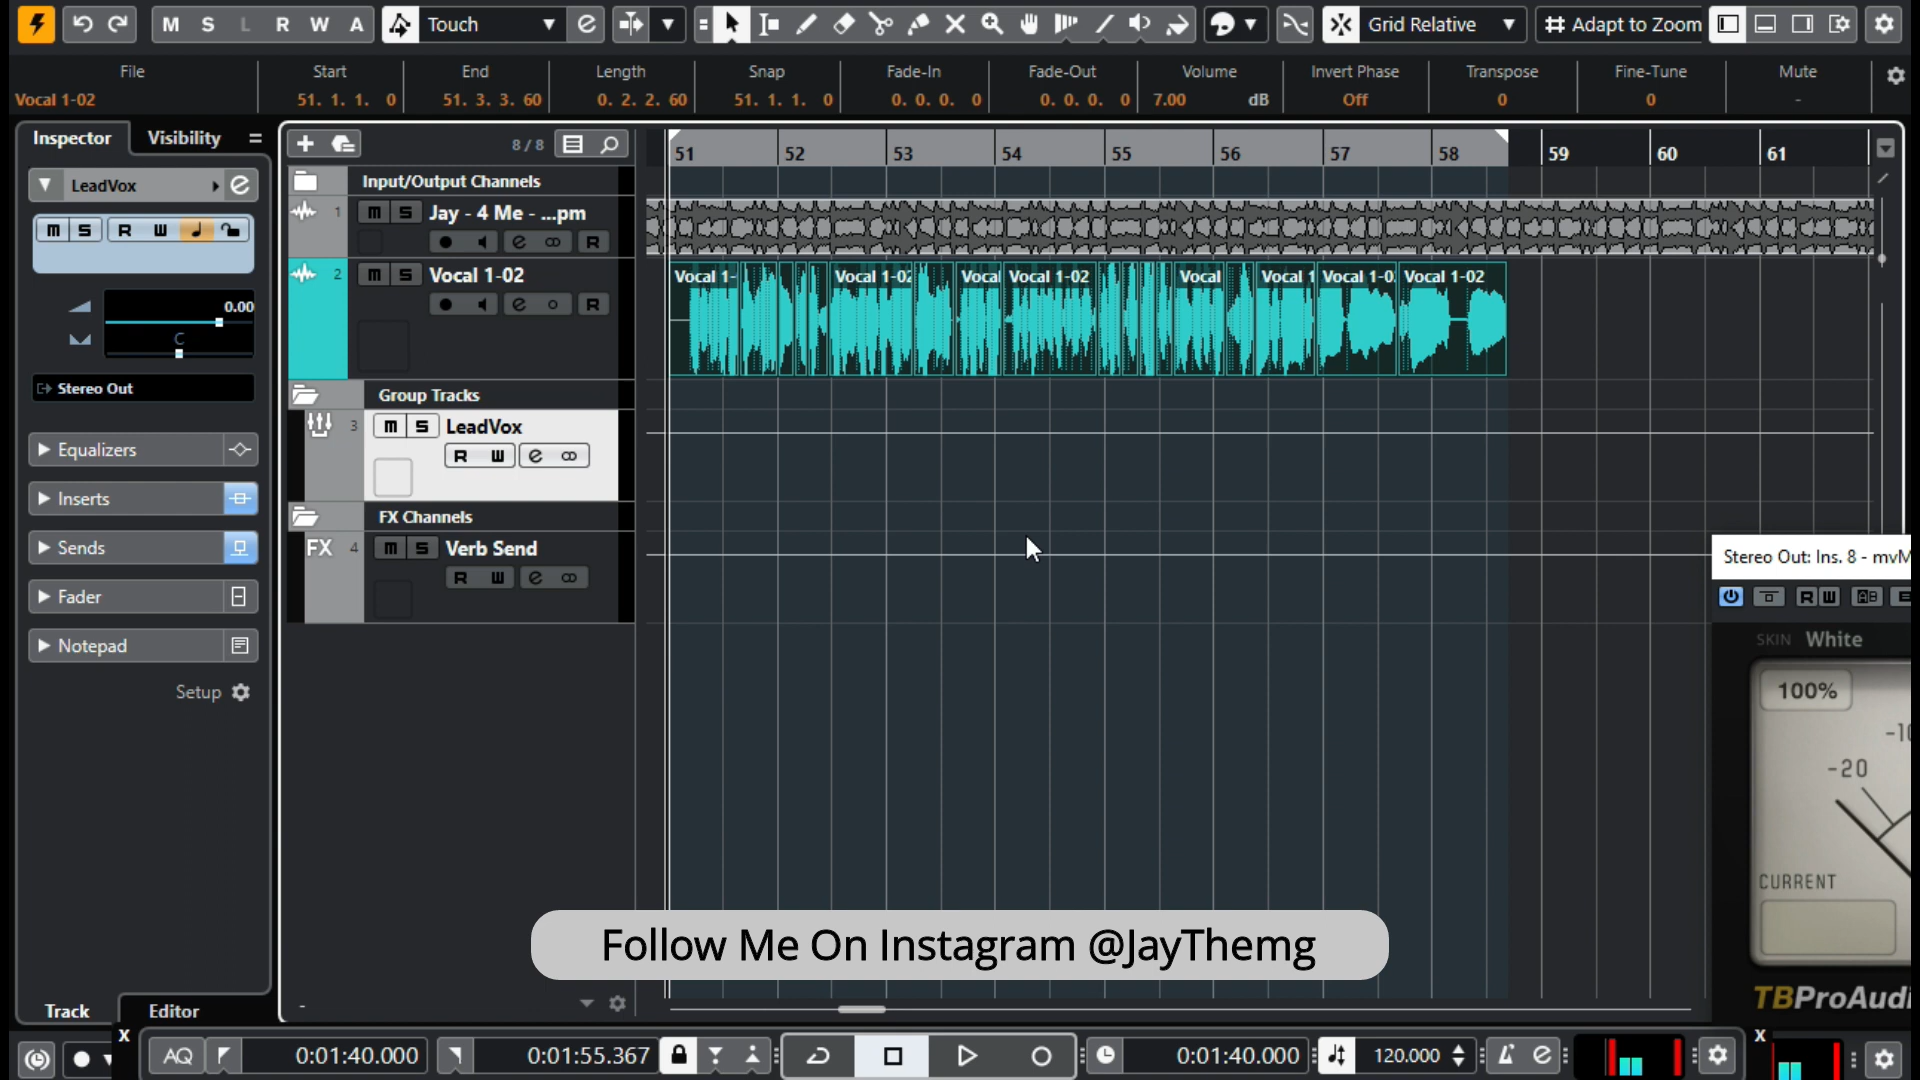 M S L R W A Touch Grid Relative Adapt to Zoom
File Start End Length Snap Fade-In Fade-Out Volume Invert Phase Transpose Fine-Tune Mute
Vocal 1-02 51. 1. 1. 0 51. 3. 3. 60 0. 2. 2. 60 51. 1. 1. 0 0. 0. 0. 0 0. 0. 0. 0 7.00 dB Off 0 0 -
Inspector Visibility
8/8
51 52 53 54 55 56 57 58 59 60 61
LeadVox
Input/Output Channels
1 M S Jay - 4 Me - ...pm
R
M S R W
2 M S Vocal 1-02
R
Vocal 1- Vocal 1-02 Vocal Vocal 1-02 Vocal Vocal 1 Vocal 1-0 Vocal 1-02
0.00
C
Stereo Out
Group Tracks
3 M S LeadVox
R W
Equalizers
Inserts
FX Channels
FX 4 M S Verb Send
R W
Sends
Fader
Notepad
Setup
Stereo Out: Ins. 8 - mvM
R W AB
SKIN White
100%
-10
-20
CURRENT
TBProAudi
Follow Me On Instagram @JayThemg
Track Editor
X
AQ 0:01:40.000 0:01:55.367 0:01:40.000 120.000
X